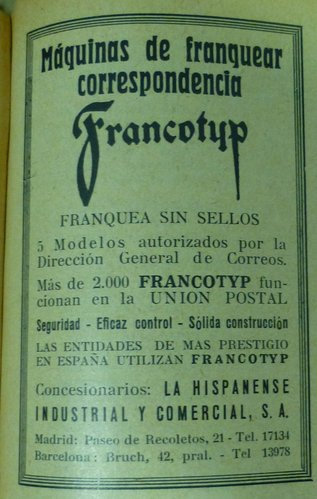 Máquinas de franquear
correspondencia
Francotyp
FRANQUEA SIN SELLOS
5 Modelos autorizados por la
Dirección General de Correos.
Más de 2.000 FRANCOTYP fun-
cionan en la UNION POSTAL
Seguridad - Eficaz control - Sólida construcción
LAS ENTIDADES DE MAS PRESTIGIO
EN ESPAÑA UTILIZAN FRANCOTYP
Concesionarios: LA HISPANENSE
INDUSTRIAL Y COMERCIAL, S. A.
Madrid: Paseo de Recoletos, 21 - Tel. 17134
Barcelona: Bruch, 42, pral. - Tel 13978